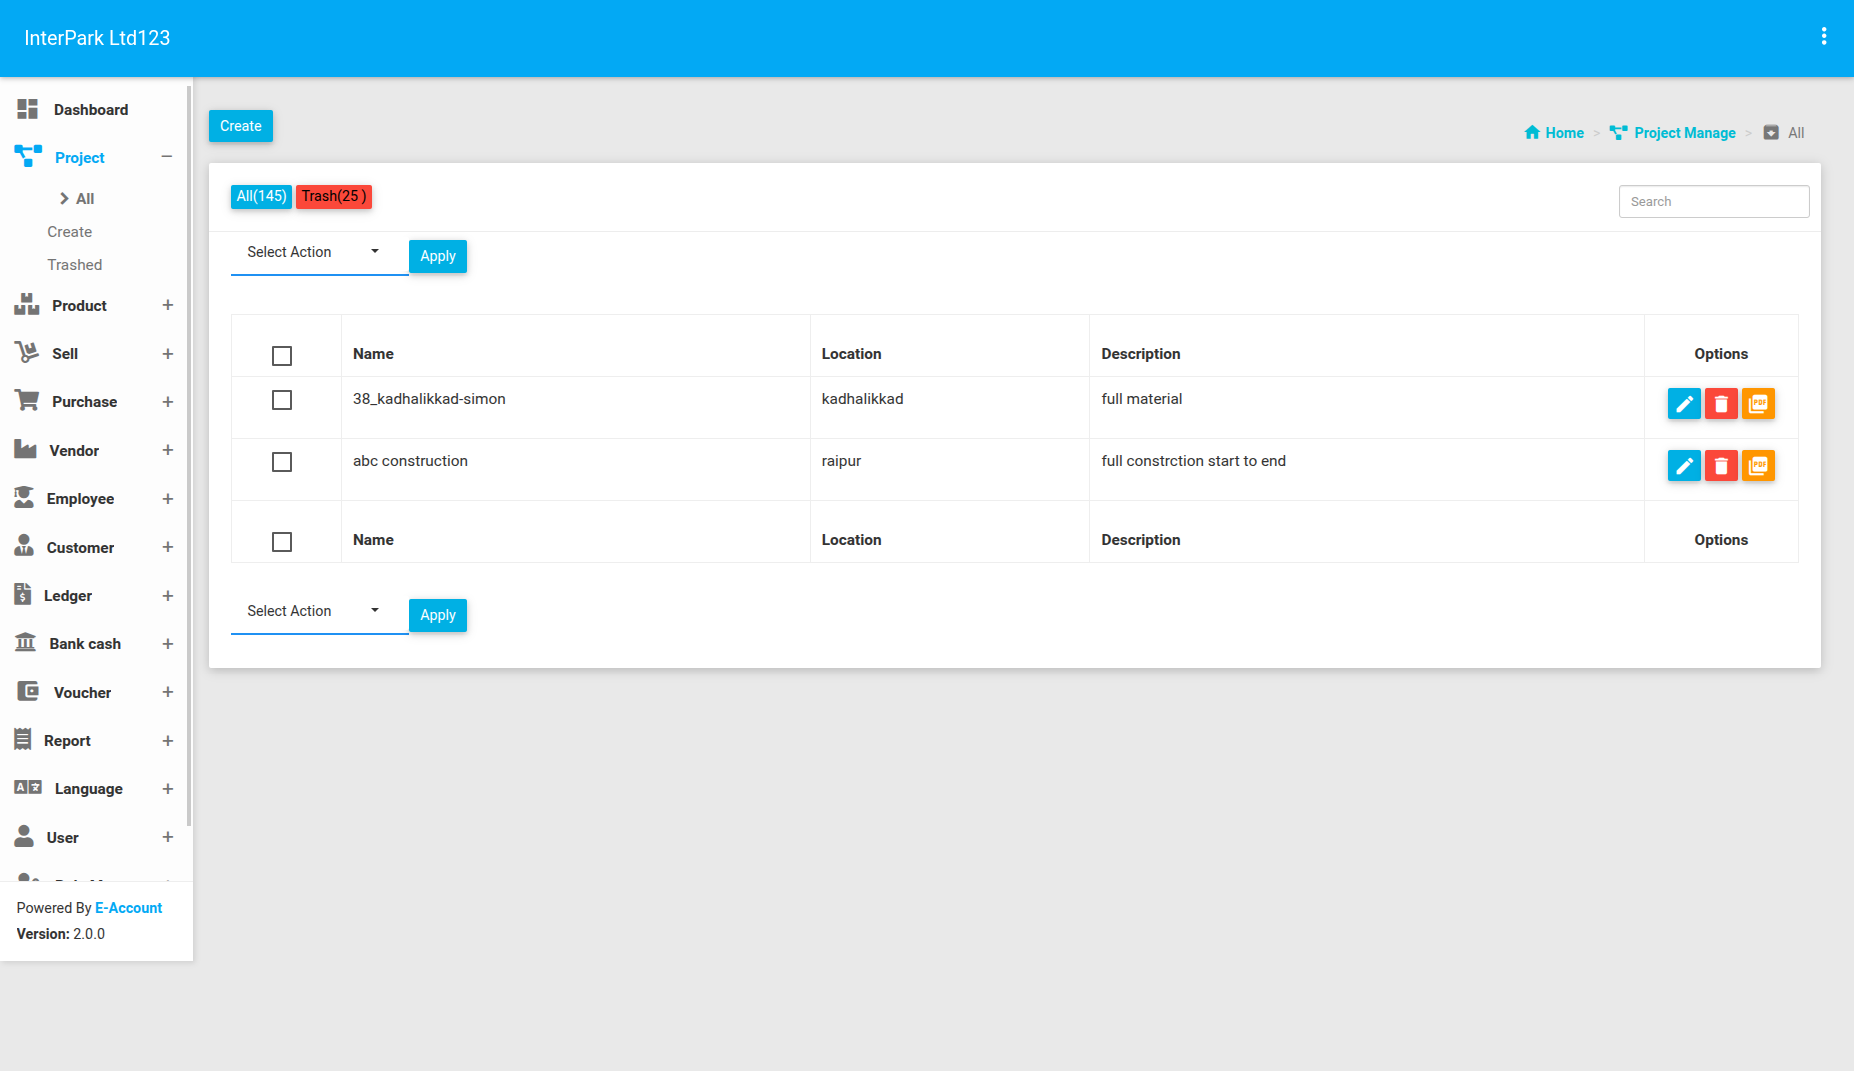 InterPark Ltd123
Dashboard
Project
All
Create
Trashed
Product
Sell
Purchase
Vendor
Employee
Customer
Ledger
Bank cash
Voucher
Report
Language
User
Powered By E-Account
Version: 2.0.0
Create
Home > Project Manage > All
All(145) Trash(25 )
Search
Select Action Apply
Name Location Description Options
38_kadhalikkad-simon kadhalikkad full material PDF
abc construction raipur full constrction start to end PDF
Name Location Description Options
Select Action Apply